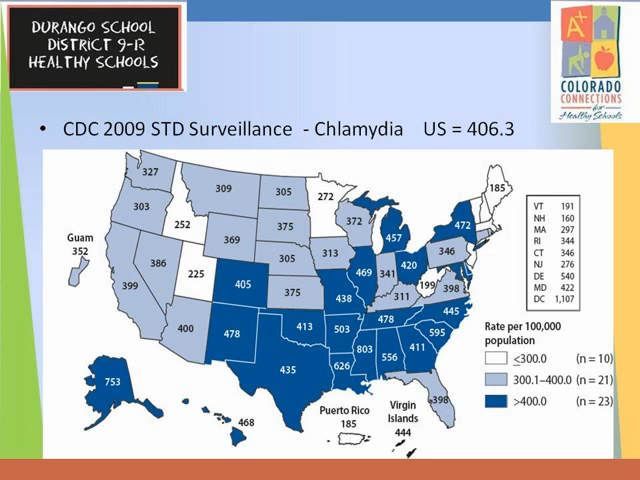 DURANGO SCHOOL
DISTRICT 9-R
HEALTHY SCHOOLS
A+
COLORADO
CONNECTIONS
for
Healthy Schools
• CDC 2009 STD Surveillance - Chlamydia US = 406.3
327
309
305
272
185
303
252
369
375
372
457
472
Guam
352
386
225
405
305
313
469
341
420
346
399
375
438
311
199
398
400
478
413
503
478
445
435
803
556
411
595
626
398
753
468
Puerto Rico
185
Virgin
Islands
444
VT 191
NH 160
MA 297
RI 344
CT 346
NJ 276
DE 540
MD 422
DC 1,107
Rate per 100,000
population
≤300.0 (n = 10)
300.1–400.0 (n = 21)
>400.0 (n = 23)